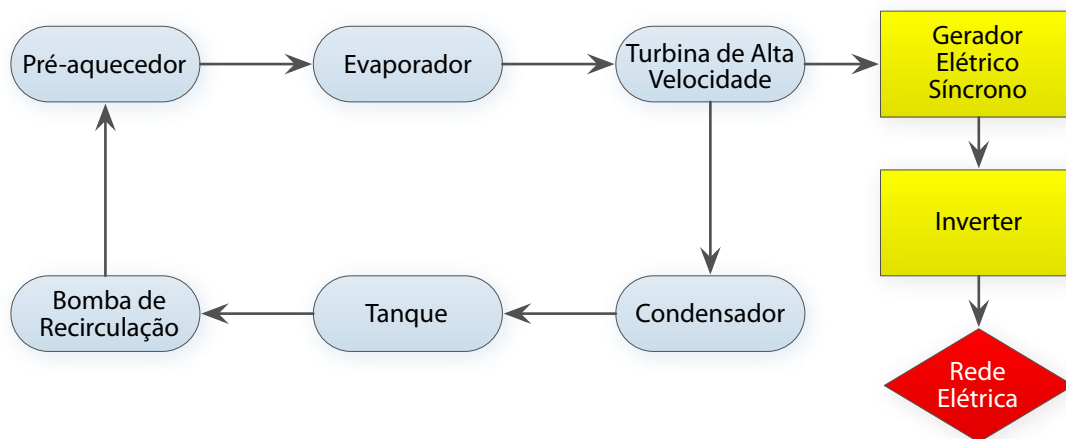 Pré-aquecedor
Evaporador
Turbina de Alta
Velocidade
Gerador
Elétrico
Síncrono
Inverter
Bomba de
Recirculação
Tanque
Condensador
Rede
Elétrica